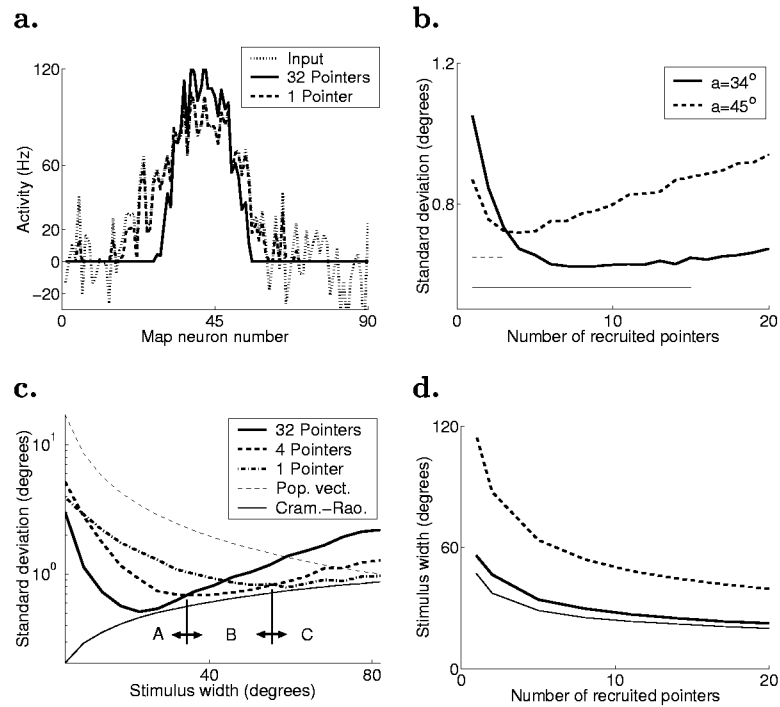 a.
Input
32 Pointers
1 Pointer
120
60
20
0
−20
Activity (Hz)
0
45
90
Map neuron number
b.
a=34°
a=45°
1.2
0.8
Standard deviation (degrees)
0
10
20
Number of recruited pointers
c.
32 Pointers
4 Pointers
1 Pointer
Pop. vect.
Cram.−Rao.
10¹
10⁰
Standard deviation (degrees)
A
B
C
40
80
Stimulus width (degrees)
d.
120
60
0
Stimulus width (degrees)
0
10
20
Number of recruited pointers